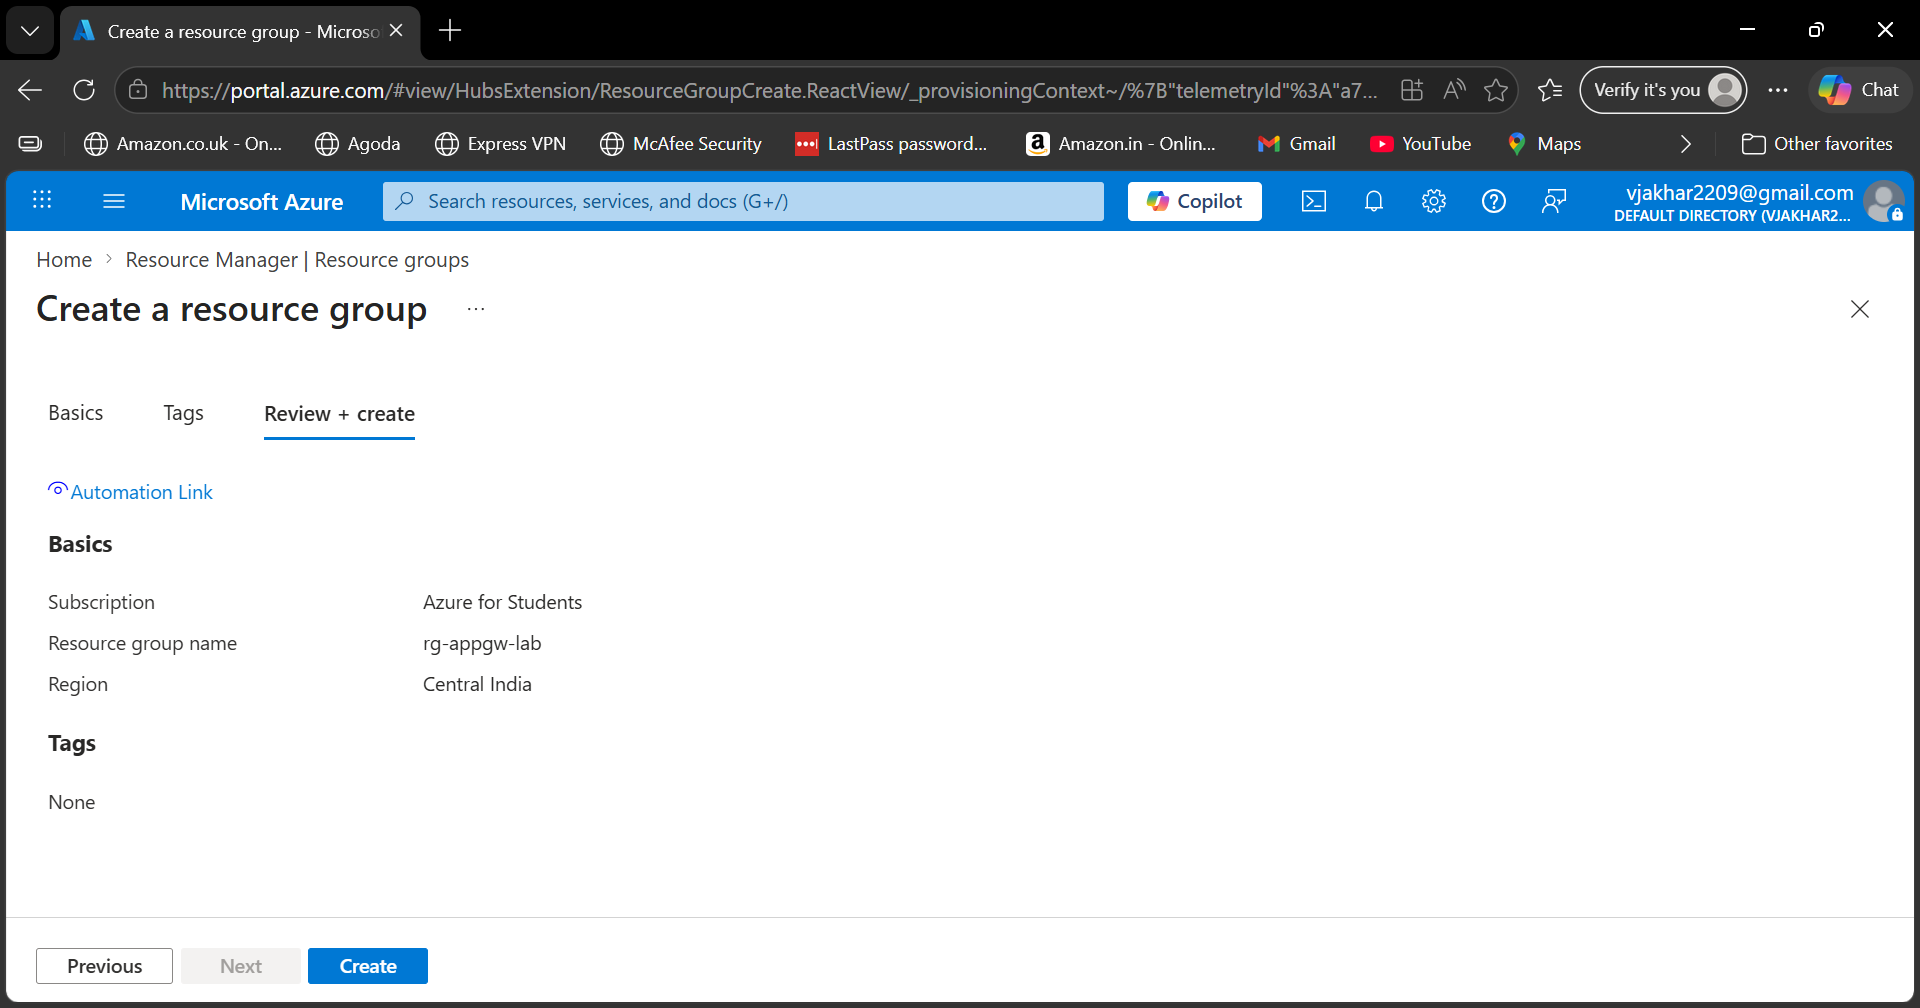 Create a resource group - Microso
https://portal.azure.com/#view/HubsExtension/ResourceGroupCreate.ReactView/_provisioningContext~/%7B"telemetryId"%3A"a7...
Verify it's you
Chat
Amazon.co.uk - On...
Agoda
Express VPN
McAfee Security
LastPass password...
Amazon.in - Onlin...
Gmail
YouTube
Maps
Other favorites
Microsoft Azure
Search resources, services, and docs (G+/)
Copilot
vjakhar2209@gmail.com
DEFAULT DIRECTORY (VJAKHAR2...
Home > Resource Manager | Resource groups
Create a resource group ...
Basics
Tags
Review + create
Automation Link
Basics
Subscription Azure for Students
Resource group name rg-appgw-lab
Region Central India
Tags
None
Previous
Next
Create